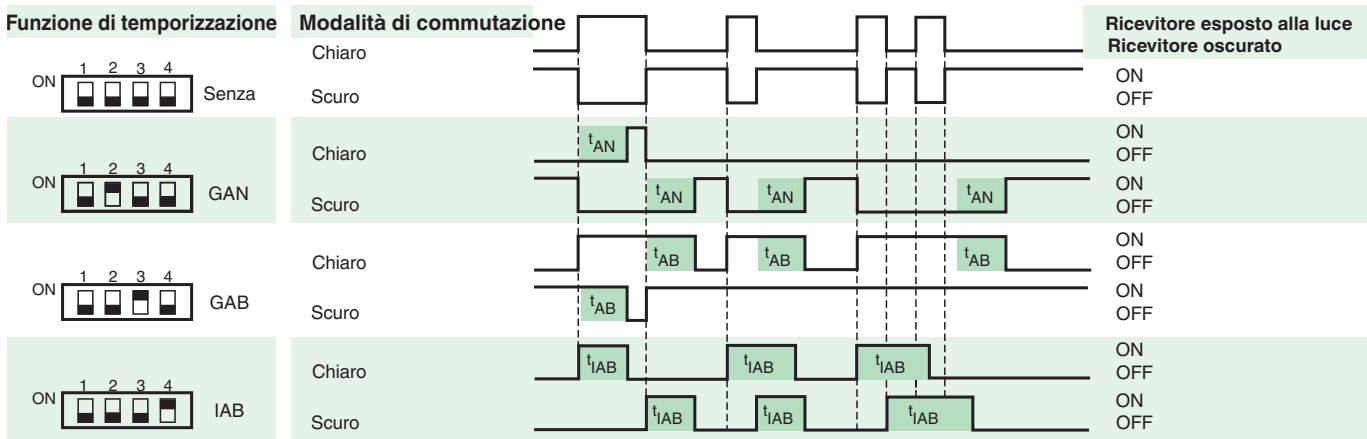 Funzione di temporizzazione Modalità di commutazione Ricevitore esposto alla luce
Ricevitore oscurato
Chiaro
ON 1 2 3 4 Senza
Scuro
ON
OFF
Chiaro tAN ON
OFF
ON 1 2 3 4 GAN
Scuro tAN tAN tAN ON
OFF
Chiaro tAB tAB tAB ON
OFF
ON 1 2 3 4 GAB
Scuro tAB ON
OFF
Chiaro tIAB tIAB tIAB ON
OFF
ON 1 2 3 4 IAB
Scuro tIAB tIAB tIAB ON
OFF